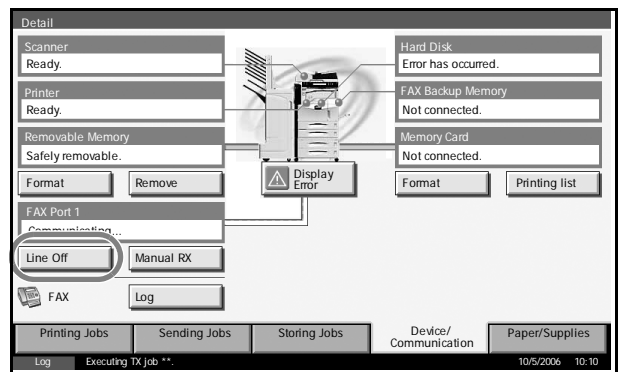 Detail
Scanner
Ready.
Printer
Ready.
Removable Memory
Safely removable.
Format
Remove
FAX Port 1
Communicating...
Line Off
Manual RX
FAX
Log
Display
Error
Hard Disk
Error has occurred.
FAX Backup Memory
Not connected.
Memory Card
Not connected.
Format
Printing list
Printing Jobs
Sending Jobs
Storing Jobs
Device/
Communication
Paper/Supplies
Log
Executing TX job **.
10/5/2006 10:10